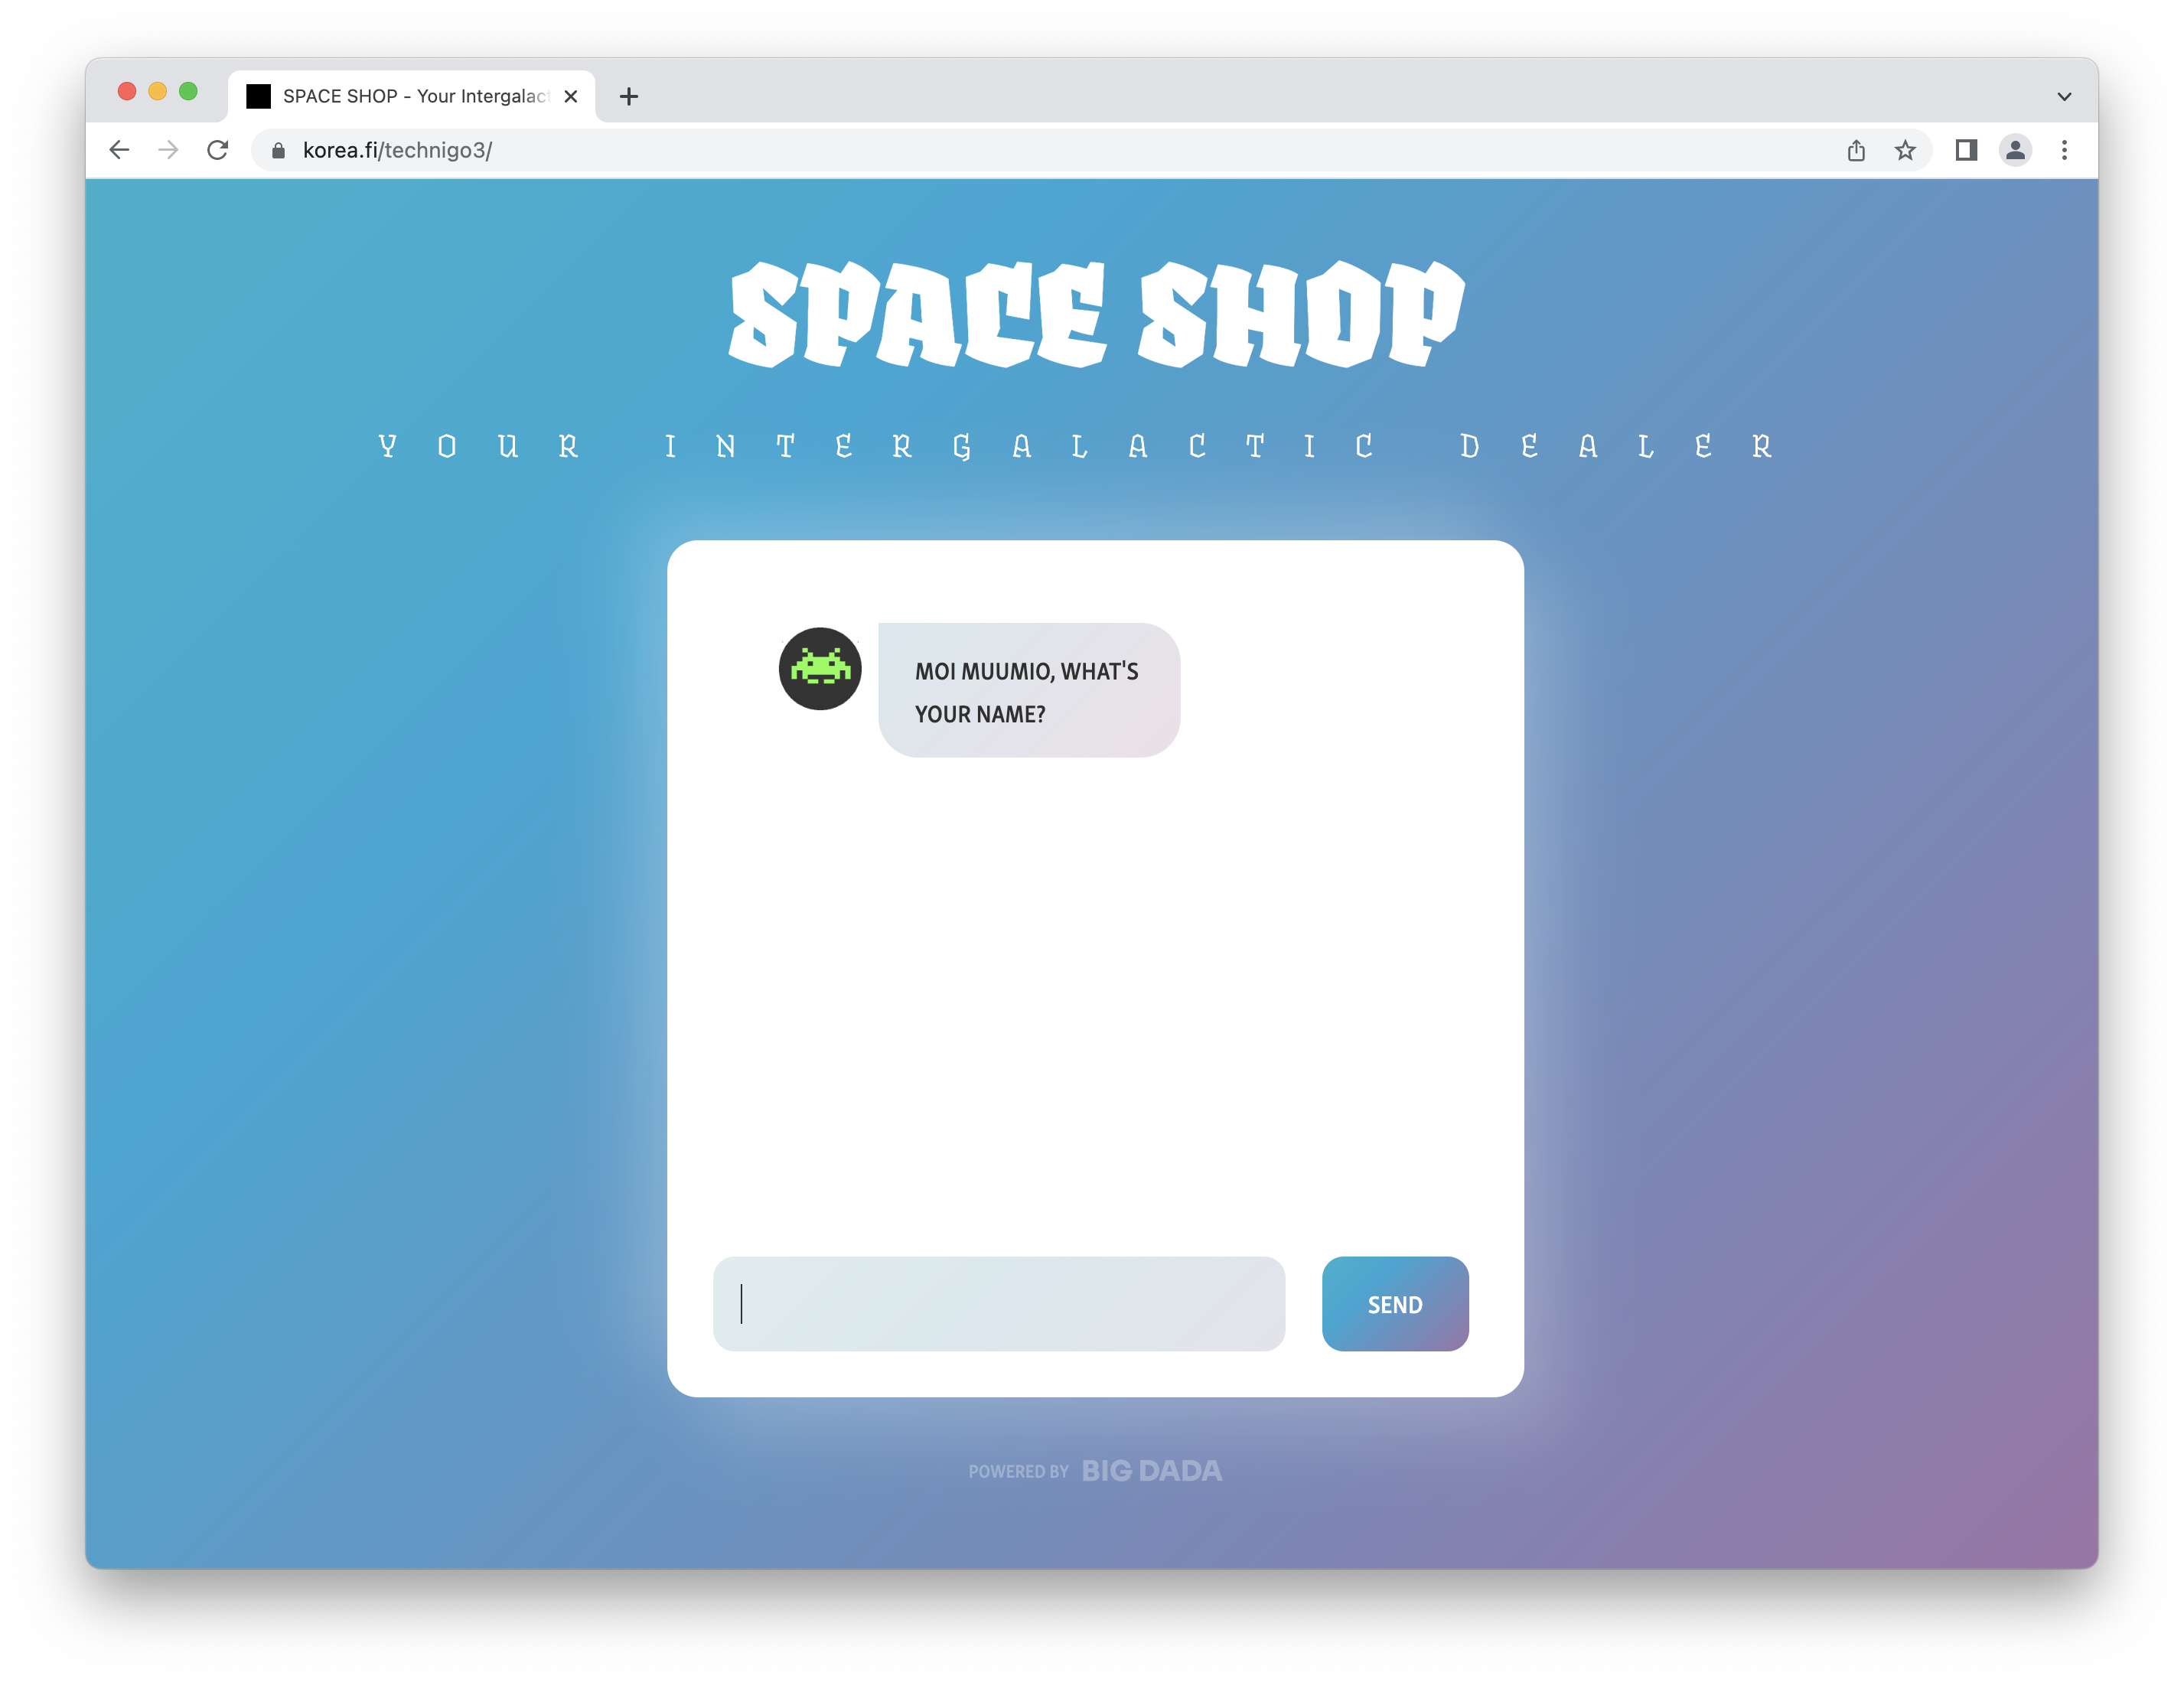 SPACE SHOP - Your Intergalac
korea.fi/technigo3/
SPACE SHOP
YOUR INTERGALACTIC DEALER
MOI MUUMIO, WHAT'S
YOUR NAME?
SEND
POWERED BY BIG DADA